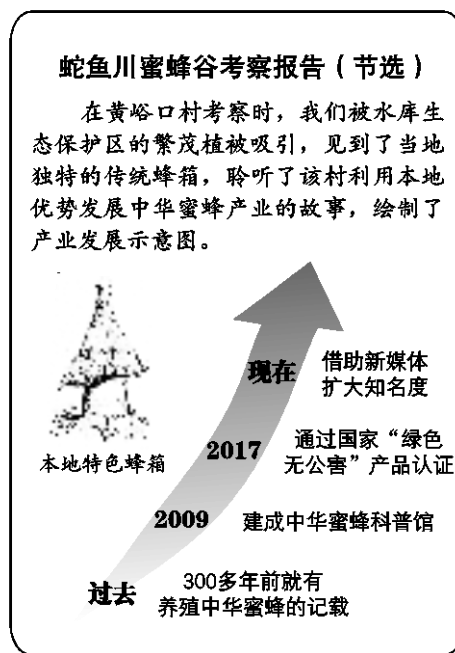 蛇鱼川蜜蜂谷考察报告（节选）
在黄峪口村考察时，我们被水库生
态保护区的繁茂植被吸引，见到了当地
独特的传统蜂箱，聆听了该村利用本地
优势发展中华蜜蜂产业的故事，绘制了
产业发展示意图。
现在
借助新媒体
扩大知名度
本地特色蜂箱
2017
通过国家“绿色
无公害”产品认证
2009
建成中华蜜蜂科普馆
过去
300多年前就有
养殖中华蜜蜂的记载